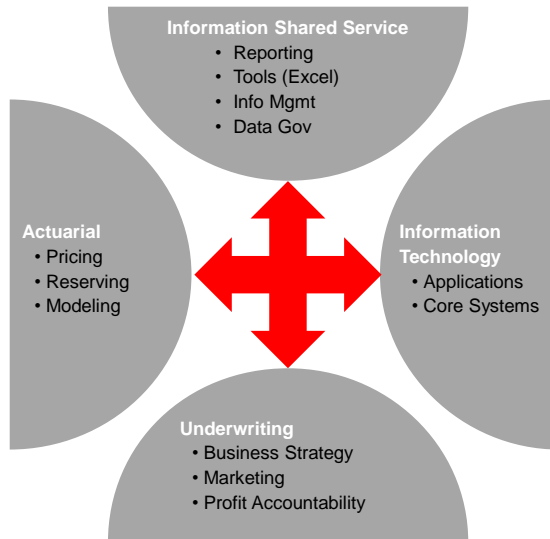 Information Shared Service
• Reporting
• Tools (Excel)
• Info Mgmt
• Data Gov
Actuarial
• Pricing
• Reserving
• Modeling
Information
Technology
• Applications
• Core Systems
Underwriting
• Business Strategy
• Marketing
• Profit Accountability